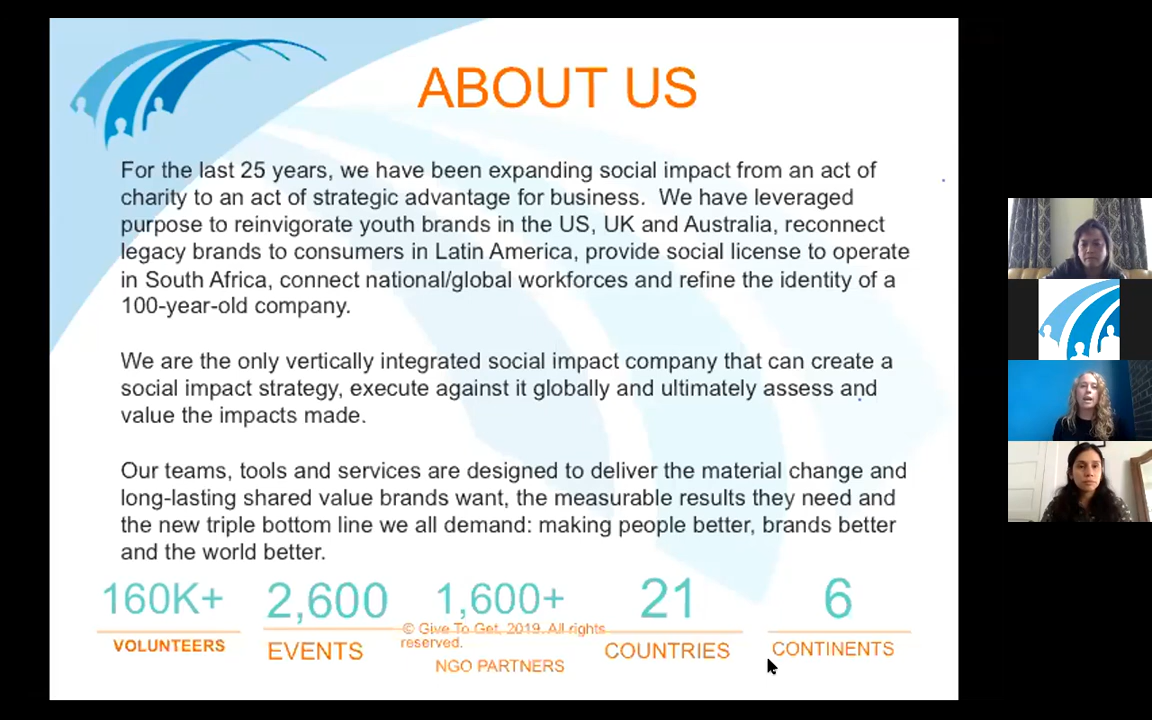 ABOUT US
For the last 25 years, we have been expanding social impact from an act of
charity to an act of strategic advantage for business.  We have leveraged
purpose to reinvigorate youth brands in the US, UK and Australia, reconnect
legacy brands to consumers in Latin America, provide social license to operate
in South Africa, connect national/global workforces and refine the identity of a
100-year-old company.
We are the only vertically integrated social impact company that can create a
social impact strategy, execute against it globally and ultimately assess and
value the impacts made.
Our teams, tools and services are designed to deliver the material change and
long-lasting shared value brands want, the measurable results they need and
the new triple bottom line we all demand: making people better, brands better
and the world better.
160K+
VOLUNTEERS
2,600
EVENTS
1,600+
© Give To Get, 2019. All rights
reserved.
NGO PARTNERS
21
COUNTRIES
6
CONTINENTS